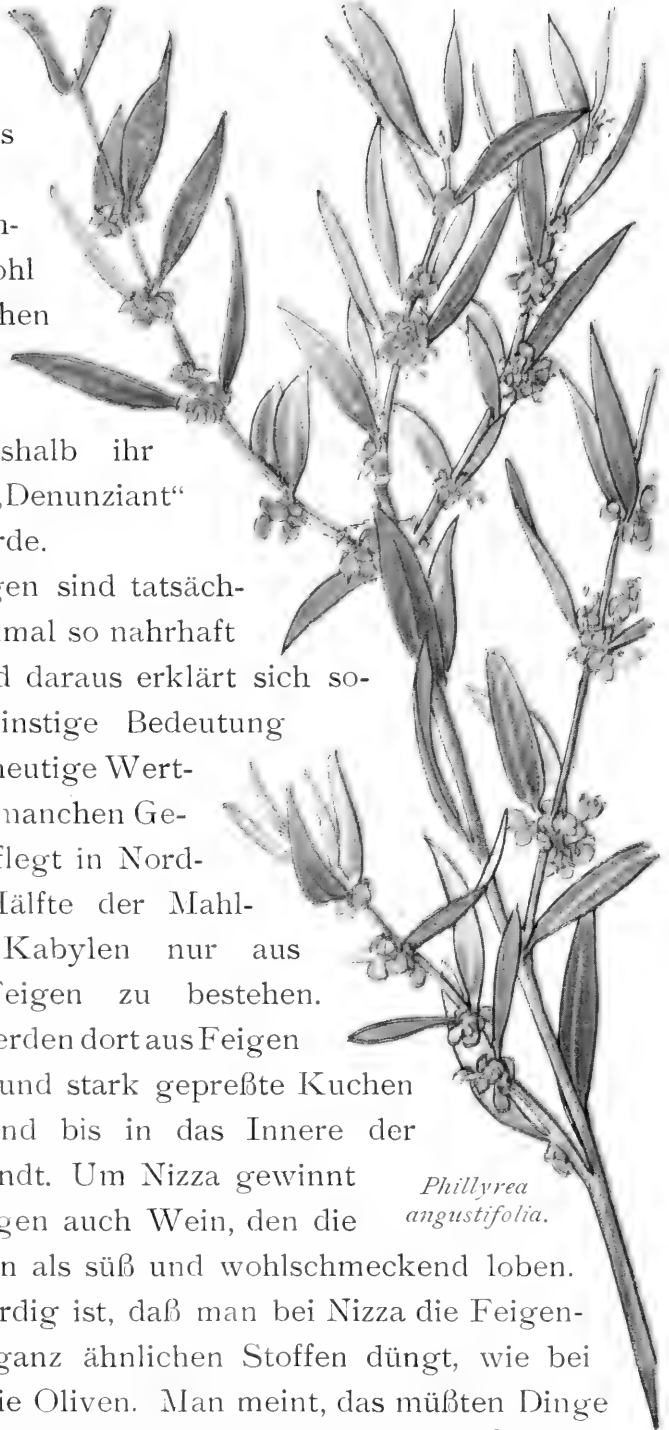 s
n-
ohl
hen
shalb ihr
„Denunziant“
rde.
gen sind tatsäch-
mal so nahrhaft
d daraus erklärt sich so-
instige Bedeutung
heutige Wert-
manchen Ge-
flegt in Nord-
Hälfte der Mahl-
Kabylen nur aus
Feigen zu bestehen.
erden dort aus Feigen
und stark gepreßte Kuchen
nd bis in das Innere der
ndt. Um Nizza gewinnt
gen auch Wein, den die
n als süß und wohlschmeckend loben.
rdig ist, daß man bei Nizza die Feigen-
ganz ähnlichen Stoffen düngt, wie bei
ie Oliven. Man meint, das müßten Dinge
Phillyrea
angustifolia.